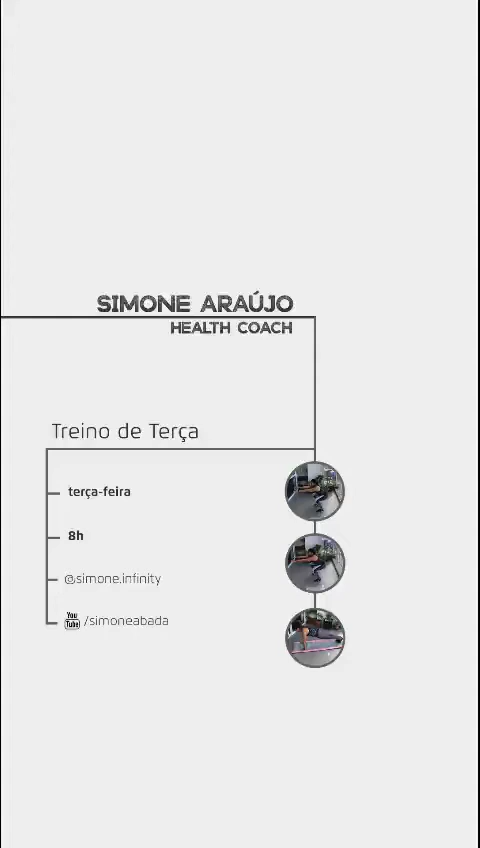 SIMONE ARAÚJO
HEALTH COACH
Treino de Terça
terça-feira
8h
@simone.infinity
You Tube /simoneabada